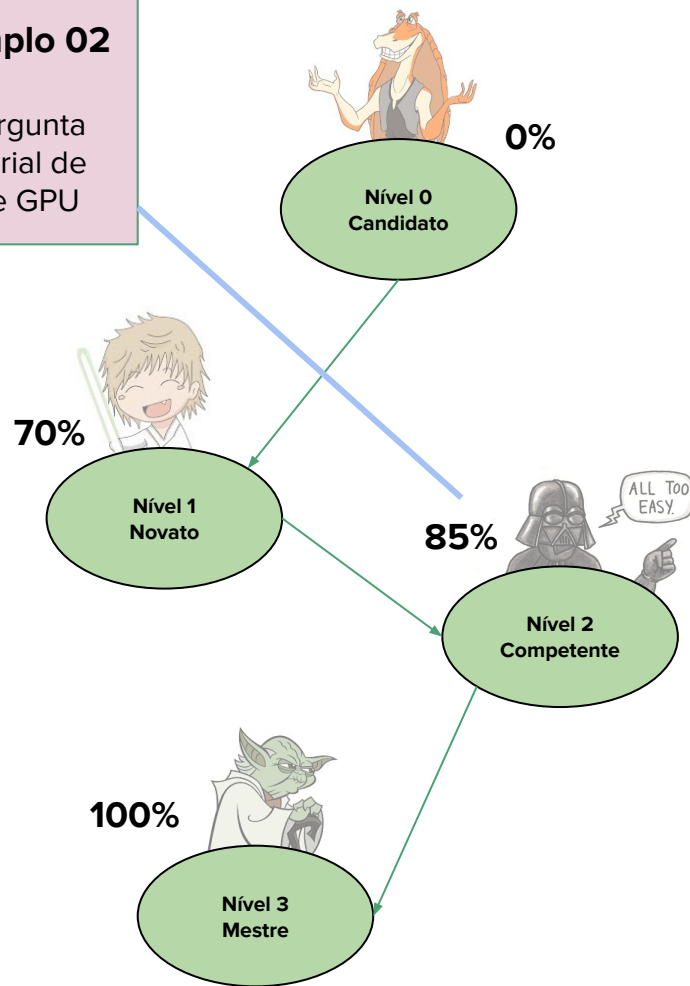 plo 02
rgunta
rial de
e GPU
0%
Nível 0
Candidato
70%
Nível 1
Novato
ALL TOO
EASY.
85%
Nível 2
Competente
100%
Nível 3
Mestre